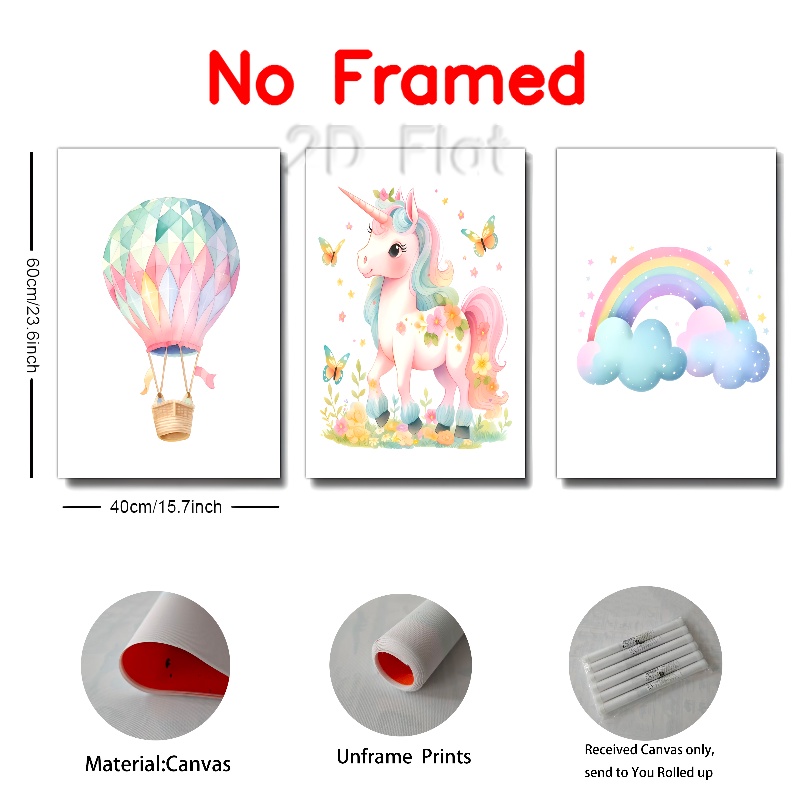 No Framed
2D Flat
60cm/23.6inch
40cm/15.7inch
Material:Canvas
Unframe Prints
Received Canvas only,
send to You Rolled up